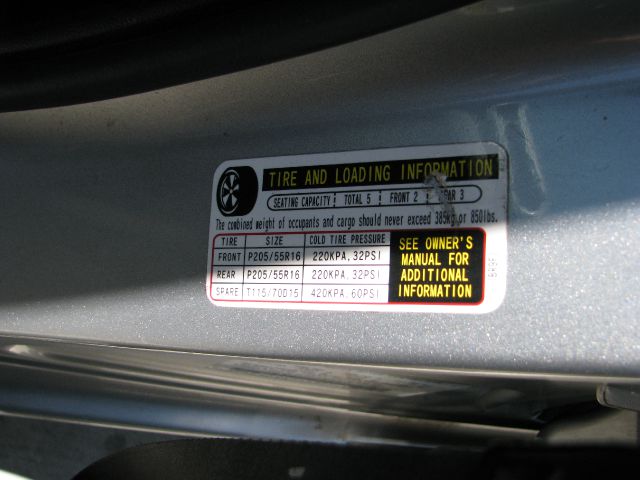 TIRE AND LOADING INFORMATION
SEATING CAPACITY TOTAL 5 FRONT 2 REAR 3
The combined weight of occupants and cargo should never exceed 385kg or 850lbs.
TIRE SIZE COLD TIRE PRESSURE
FRONT P205/55R16 220KPA, 32PSI
REAR P205/55R16 220KPA, 32PSI
SPARE T115/70D15 420KPA, 60PSI
SEE OWNER'S
MANUAL FOR
ADDITIONAL
INFORMATION